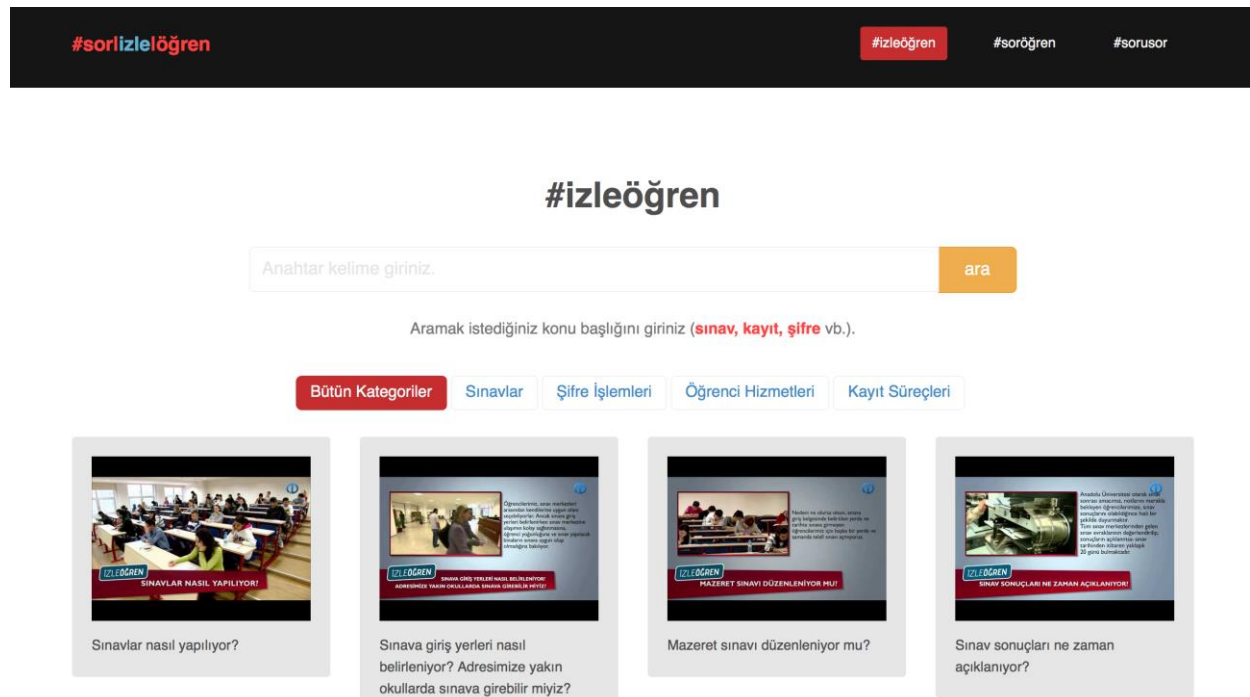 #sor|izle|öğren
#izleöğren
#soröğren
#sorusor
#izleöğren
Anahtar kelime giriniz.
ara
Aramak istediğiniz konu başlığını giriniz (sınav, kayıt, şifre vb.).
Bütün Kategoriler
Sınavlar
Şifre İşlemleri
Öğrenci Hizmetleri
Kayıt Süreçleri
İZLEÖĞREN
SINAVLAR NASIL YAPILIYOR?
Sınavlar nasıl yapılıyor?
İZLEÖĞREN
SINAVA GİRİŞ YERLERİ NASIL BELİRLENİYOR?
ADRESİMİZE YAKIN OKULLARDA SINAVA GİREBİLİR MİYİZ?
Sınava giriş yerleri nasıl
belirleniyor? Adresimize yakın
okullarda sınava girebilir miyiz?
İZLEÖĞREN
MAZERET SINAVI DÜZENLENİYOR MU?
Mazeret sınavı düzenleniyor mu?
İZLEÖĞREN
SINAV SONUÇLARI NE ZAMAN AÇIKLANIYOR?
Sınav sonuçları ne zaman
açıklanıyor?